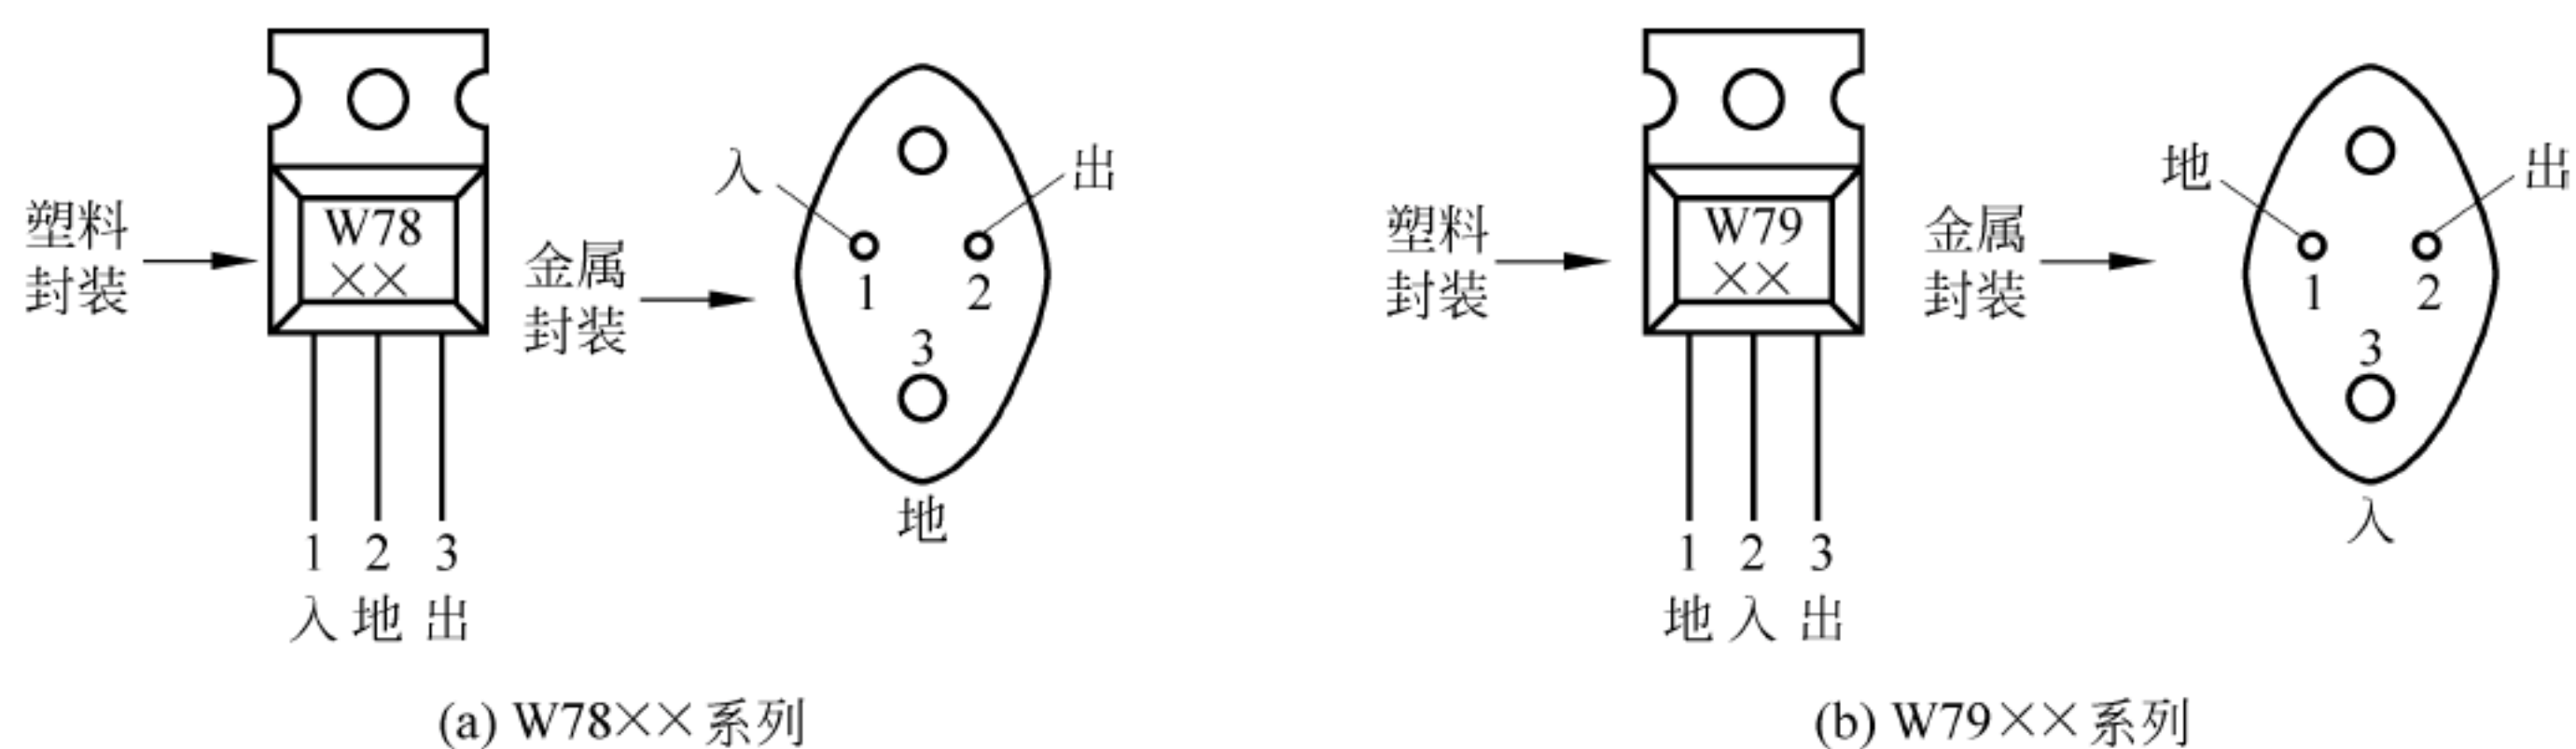 塑料
封装
W78
××
1 2 3
入 地 出
金属
封装
入
出
1 2
3
地
(a) W78××系列
塑料
封装
W79
××
1 2 3
地 入 出
金属
封装
地
出
1 2
3
入
(b) W79××系列